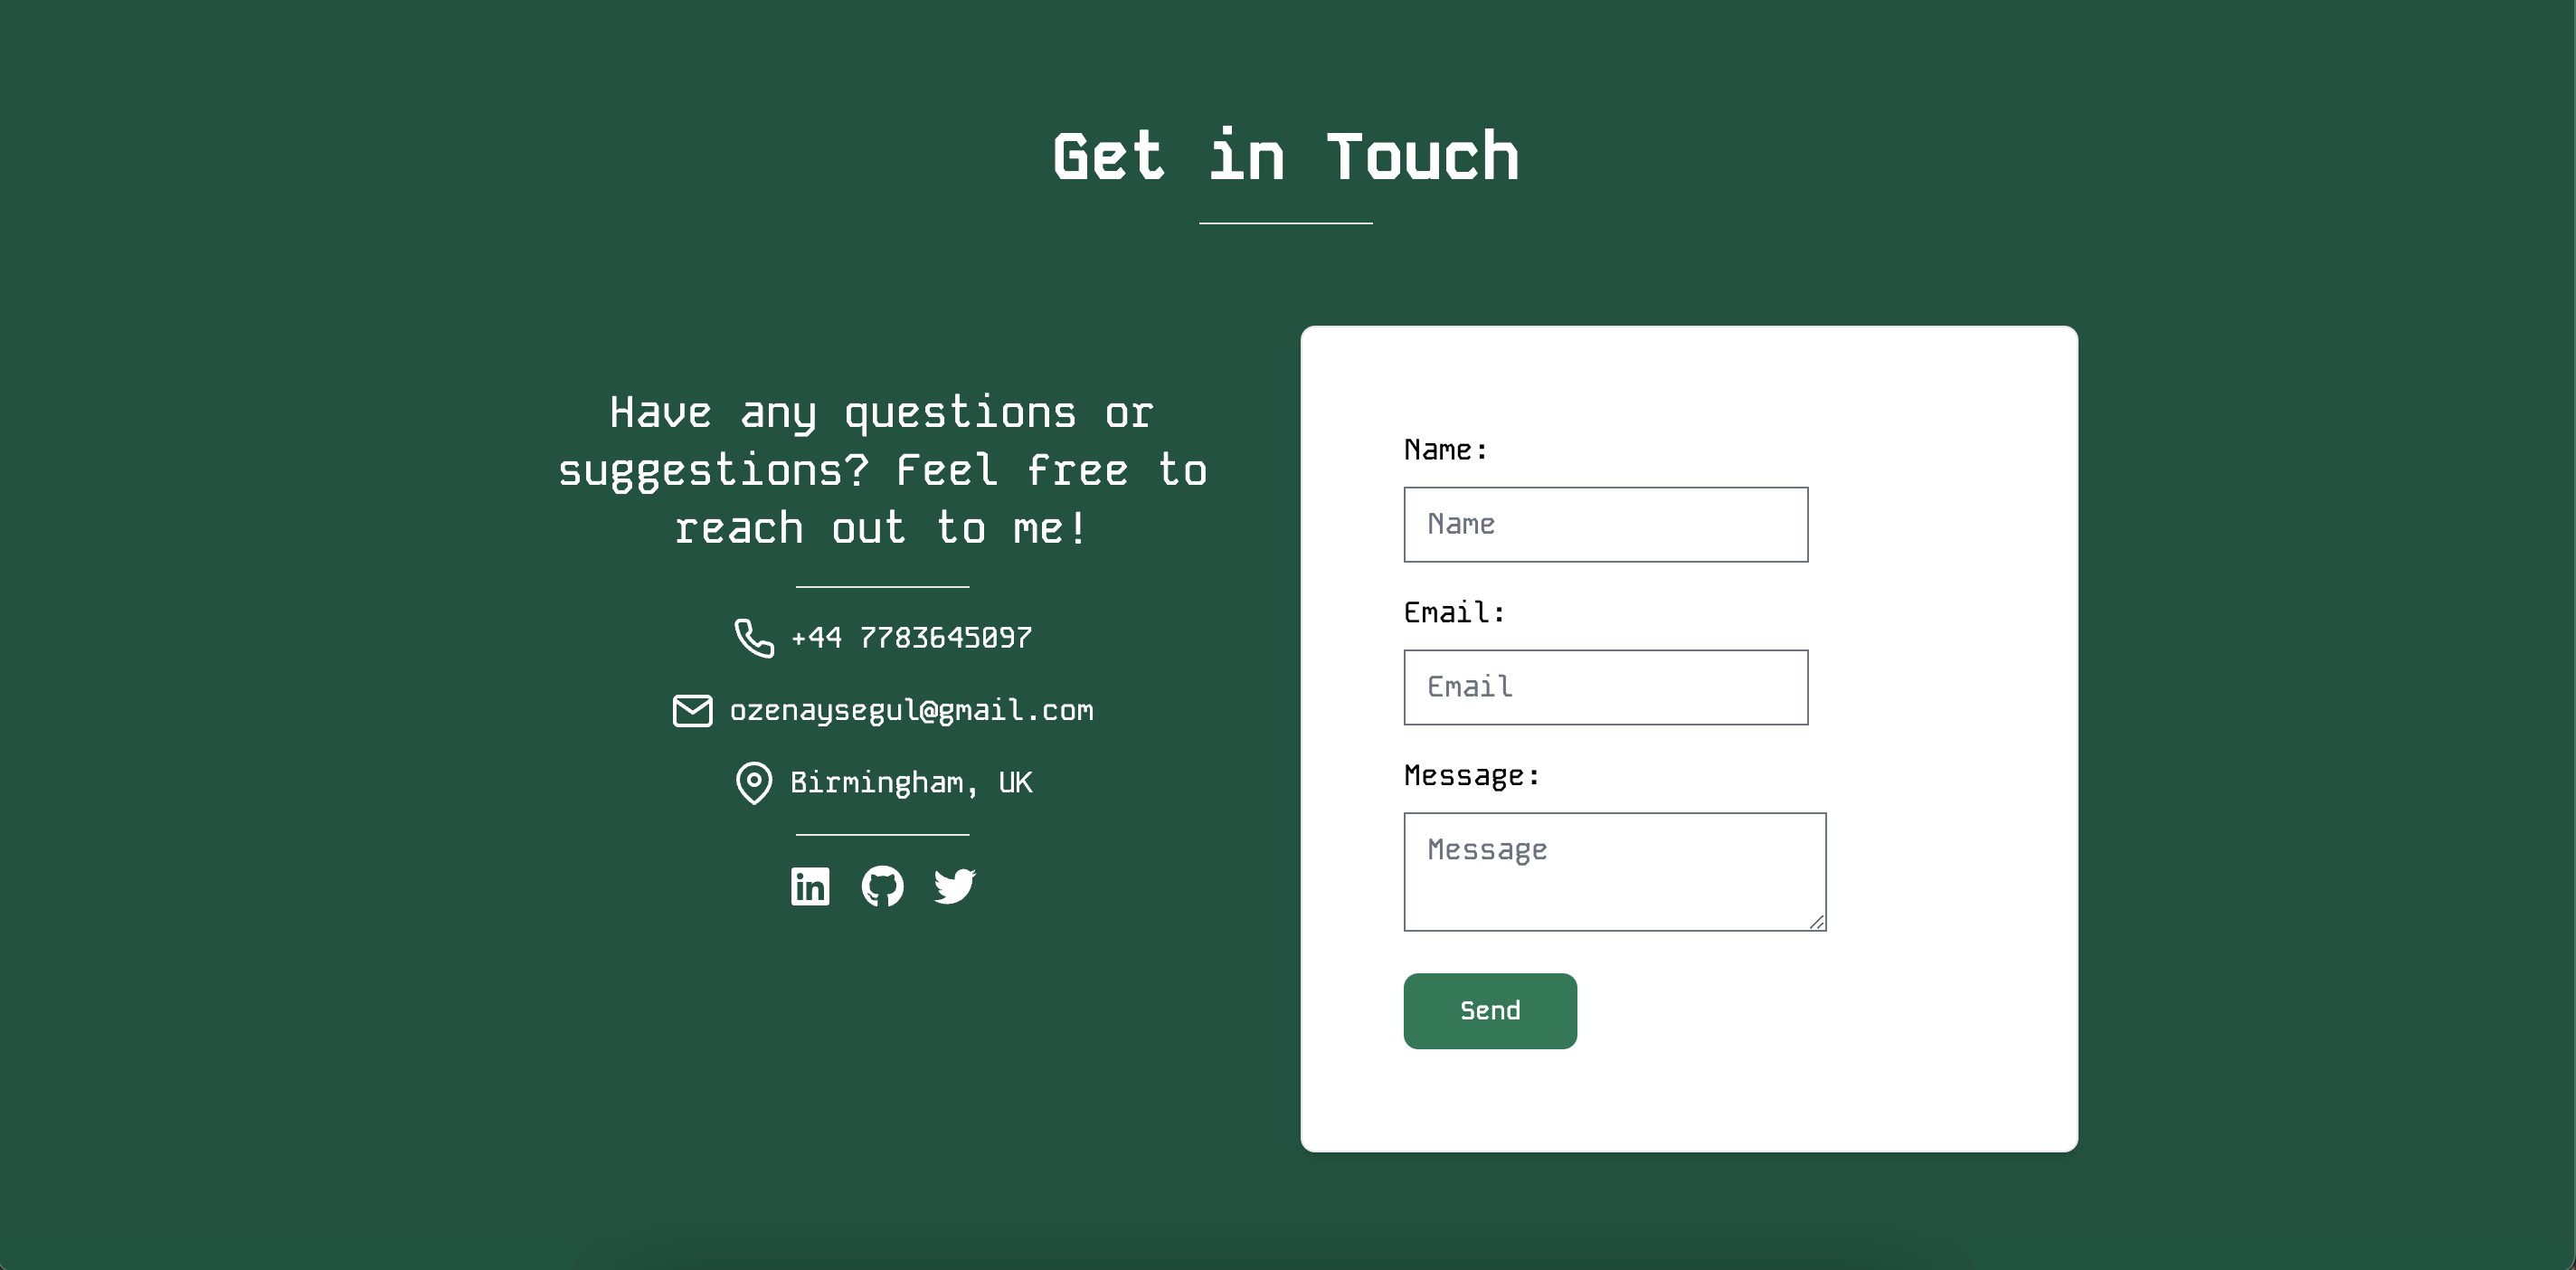 Get in Touch
Have any questions or
suggestions? Feel free to
reach out to me!
+44 7783645097
ozenaysegul@gmail.com
Birmingham, UK
in
Name:
Name
Email:
Email
Message:
Message
Send